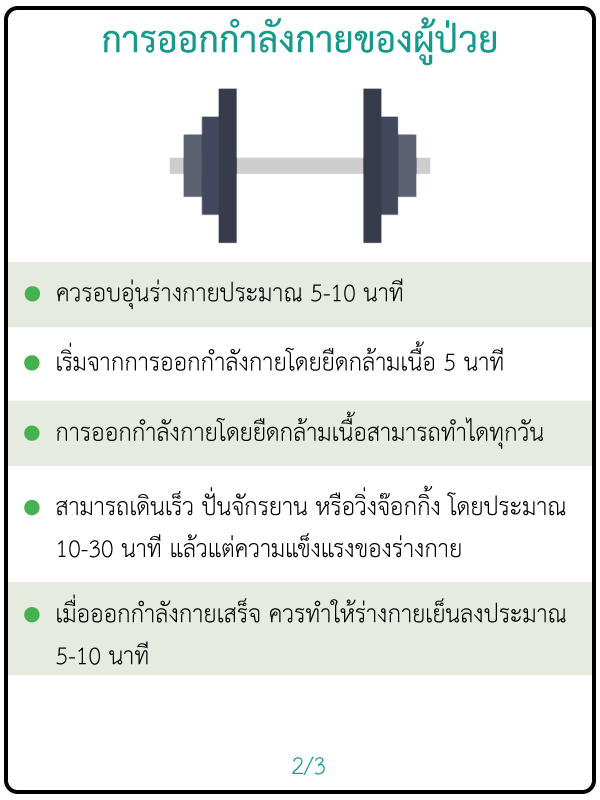 การออกกำลังกายของผู้ป่วย
ควรอบอุ่นร่างกายประมาณ 5-10 นาที
เริ่มจากการออกกำลังกายโดยยืดกล้ามเนื้อ 5 นาที
การออกกำลังกายโดยยืดกล้ามเนื้อสามารถทำไดทุกวัน
สามารถเดินเร็ว ปั่นจักรยาน หรือวิ่งจ๊อกกิ้ง โดยประมาณ
10-30 นาที แล้วแต่ความแข็งแรงของร่างกาย
เมื่อออกกำลังกายเสร็จ ควรทำให้ร่างกายเย็นลงประมาณ
5-10 นาที
2/3